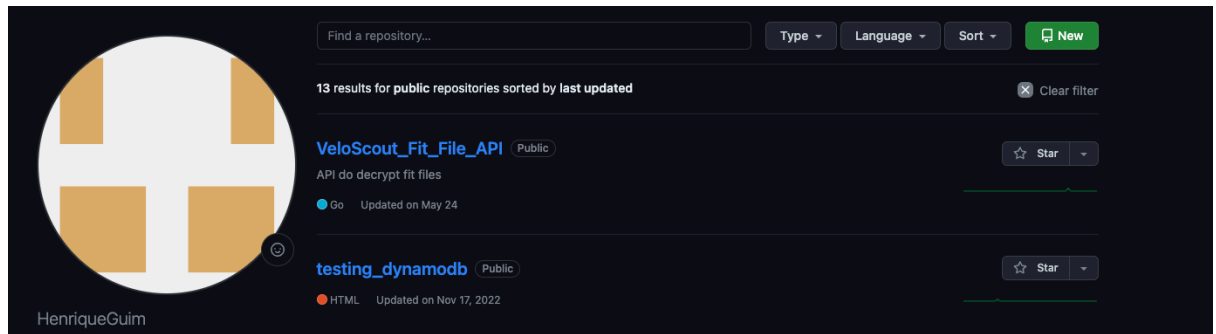 Find a repository...
Type
Language
Sort
New
13 results for public repositories sorted by last updated
Clear filter
VeloScout_Fit_File_API Public
Star
API do decrypt fit files
Go Updated on May 24
testing_dynamodb Public
Star
HTML Updated on Nov 17, 2022
HenriqueGuim